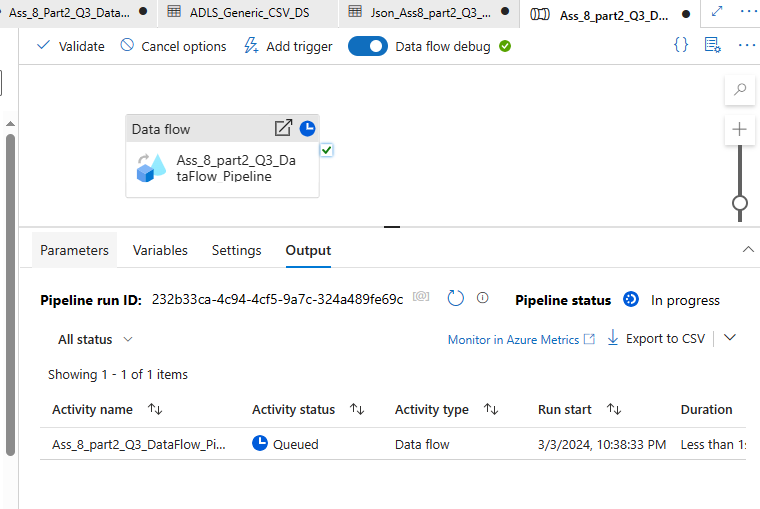 Ass_8_Part2_Q3_Data... ADLS_Generic_CSV_DS Json_Ass8_part2_Q3_... Ass_8_part2_Q3_D...
Validate Cancel options Add trigger Data flow debug
Data flow
Ass_8_part2_Q3_Da
taFlow_Pipeline
Parameters Variables Settings Output
Pipeline run ID: 232b33ca-4c94-4cf5-9a7c-324a489fe69c [@] Pipeline status In progress
All status Monitor in Azure Metrics Export to CSV
Showing 1 - 1 of 1 items
Activity name Activity status Activity type Run start Duration
Ass_8_part2_Q3_DataFlow_Pi... Queued Data flow 3/3/2024, 10:38:33 PM Less than 1s